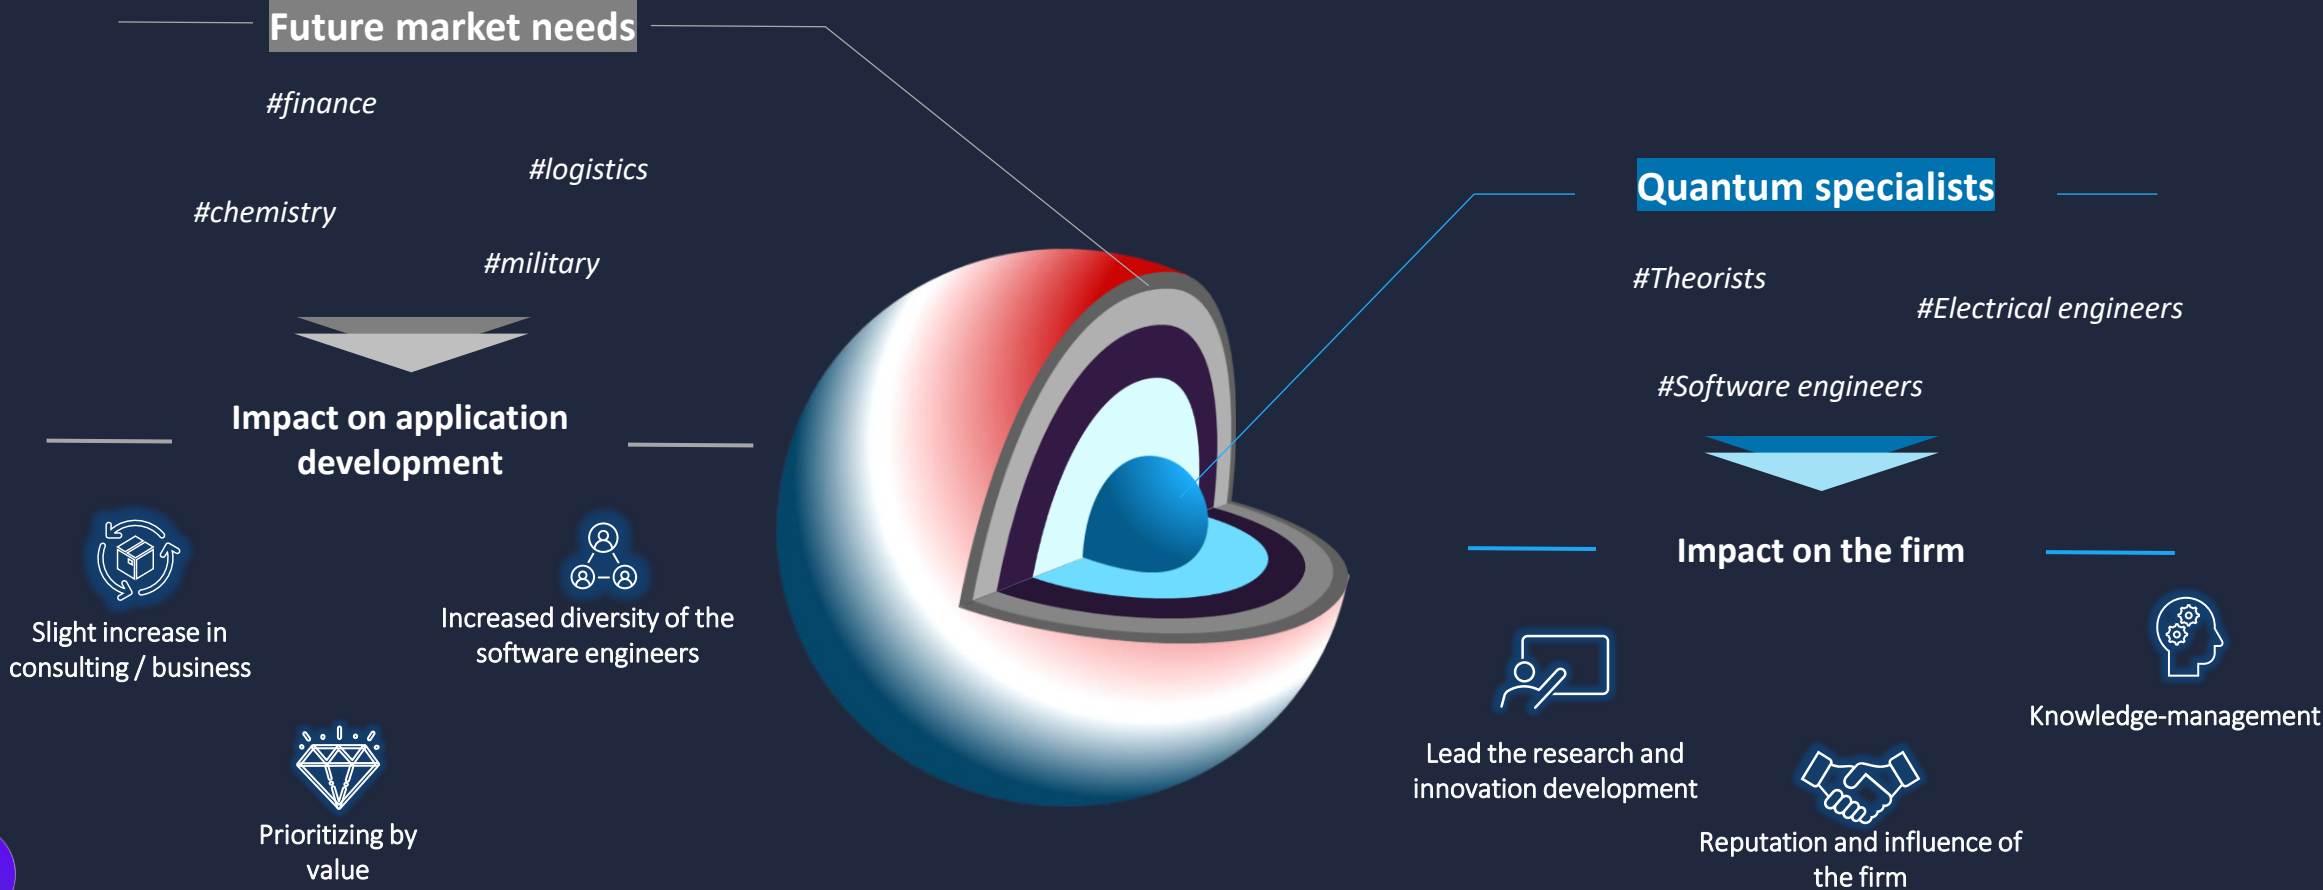 Future market needs
#finance
#logistics
#chemistry
#military
Impact on application
development
Slight increase in
consulting / business
Increased diversity of the
software engineers
Prioritizing by
value
Quantum specialists
#Theorists
#Electrical engineers
#Software engineers
Impact on the firm
Lead the research and
innovation development
Knowledge-management
Reputation and influence of
the firm